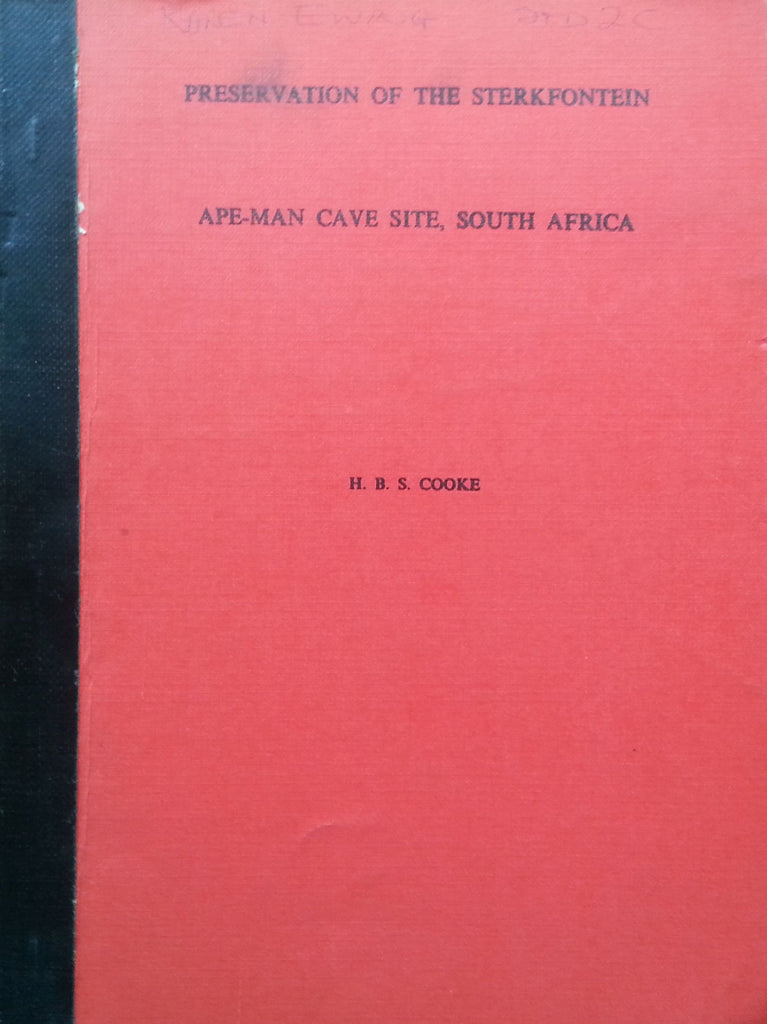 PRESERVATION OF THE STERKFONTEIN
APE-MAN CAVE SITE, SOUTH AFRICA
H. B. S. COOKE